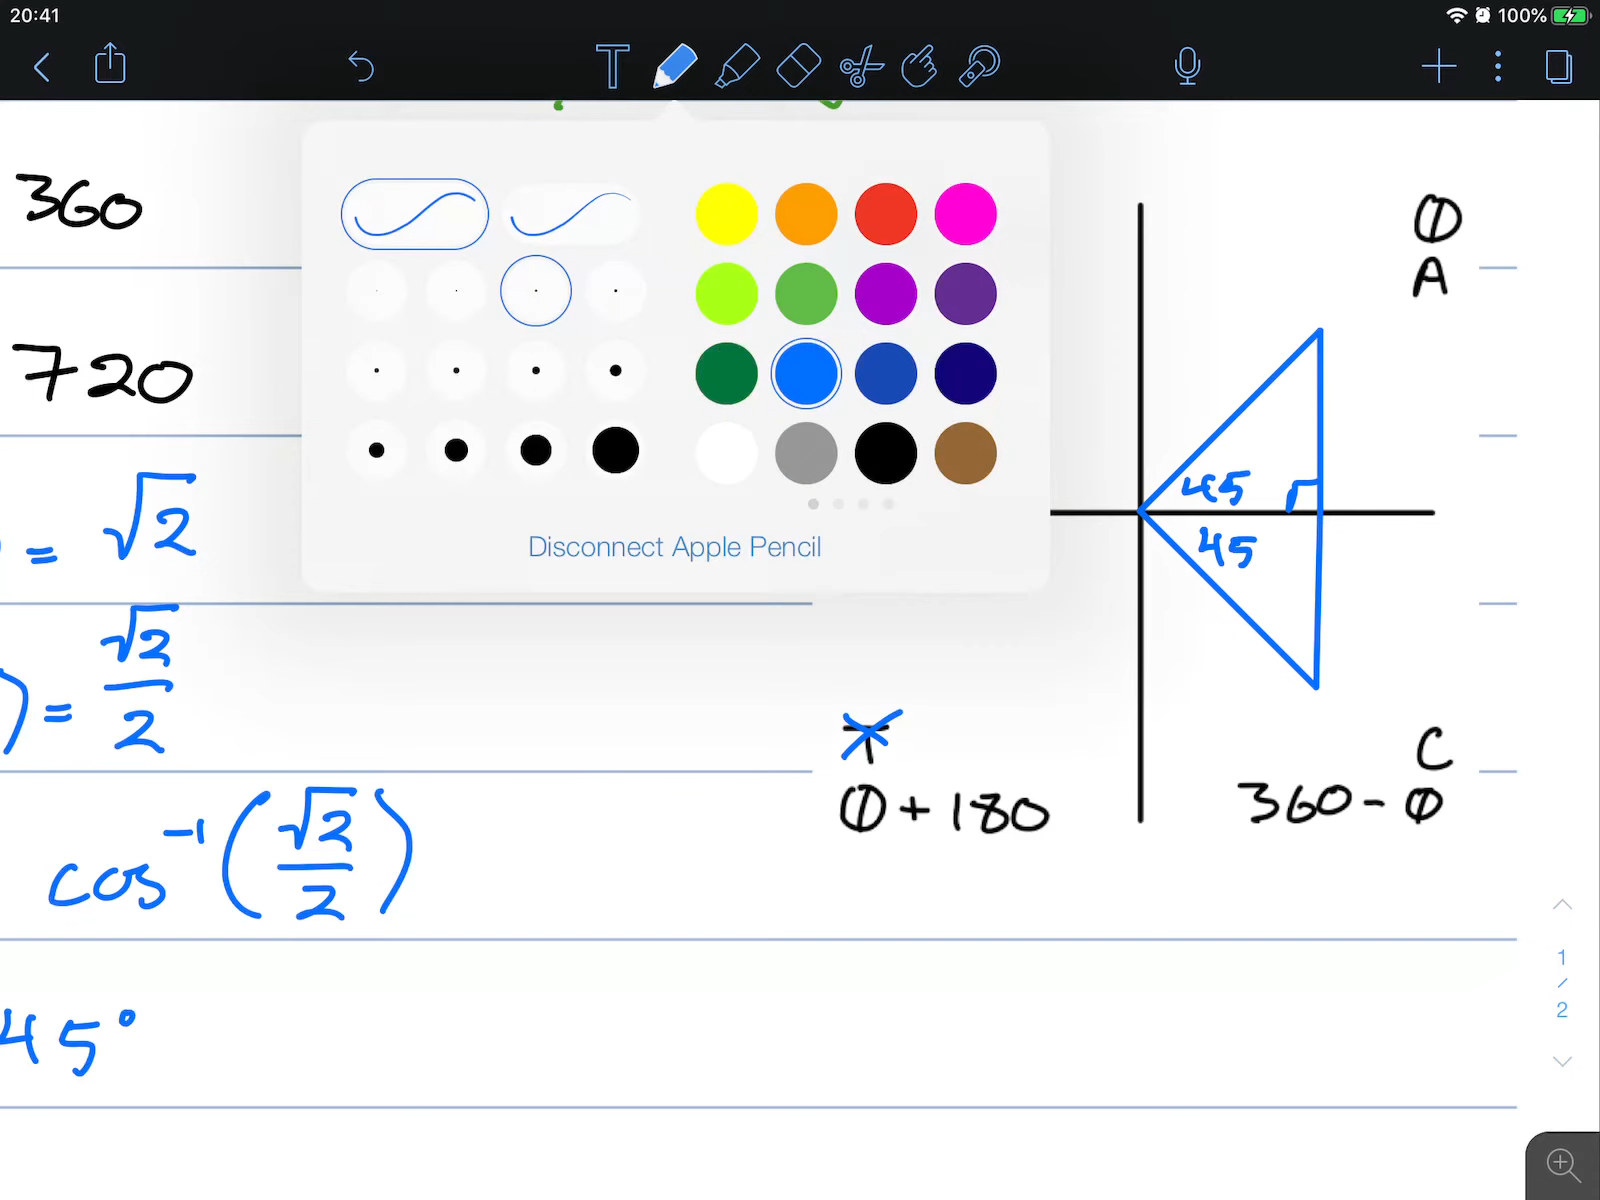 20:41
100%
T
360
720
= √2
) = √2/2
cos⁻¹(√2/2)
45°
Disconnect Apple Pencil
Φ
A
45
45
T
Φ + 180
C
360 - Φ
1
/
2